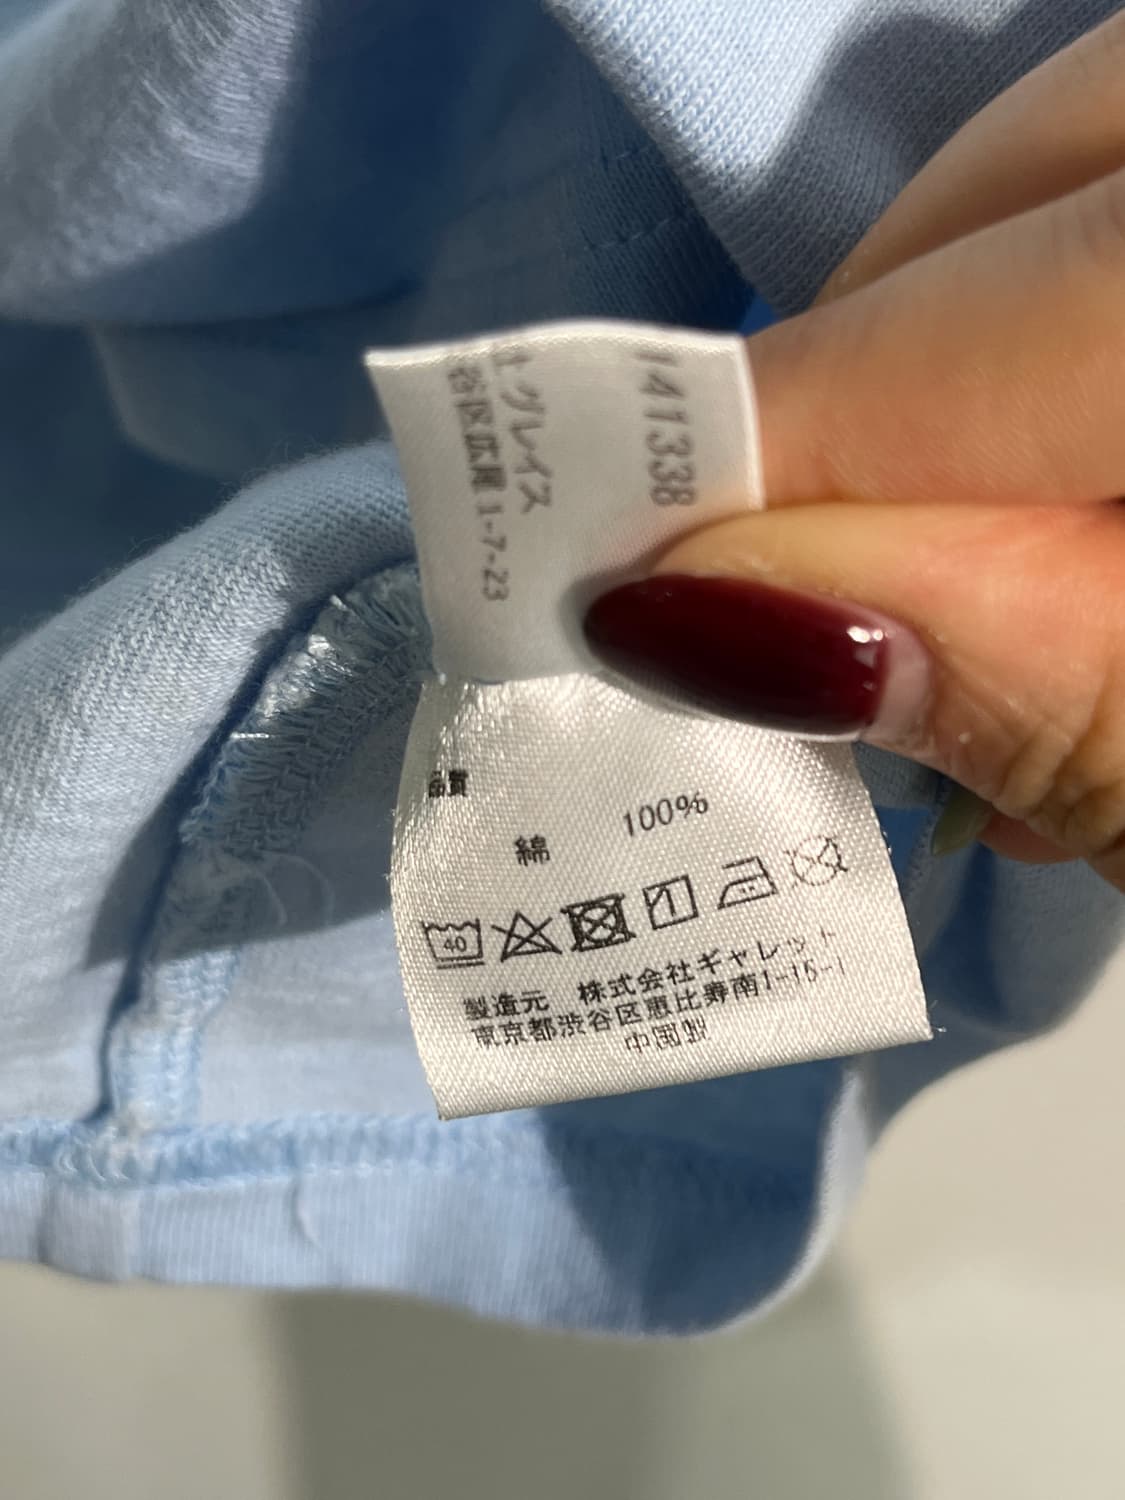 141338
グレイス
谷区広尾1-7-23
品質
綿 100%
40
製造元 株式会社ギャレット
東京都渋谷区恵比寿南1-15-1
中国製